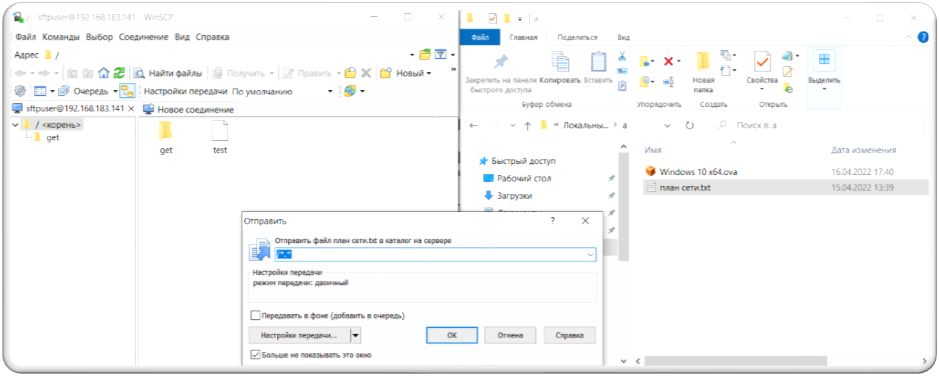 / - sftpuser@192.168.183.141 - WinSCP
Файл Команды Выбор Соединение Вид Справка
Адрес /
Найти файлы Получить Править Новый
Очередь Настройки передачи По умолчанию
sftpuser@192.168.183.141 × Новое соединение
/ <корень>
get
get test
а
Файл Главная Поделиться Вид
Закрепить на панели быстрого доступа
Копировать Вставить
Новая папка
Свойства
Выделить
Буфер обмена Упорядочить Создать Открыть
« Локальны... > a
Поиск в: a
Имя Дата изменения
Быстрый доступ
Рабочий стол
Загрузки
Windows 10 x64.ova 16.04.2022 17:40
план сети.txt 15.04.2022 13:39
Отправить ? ×
Отправить файл план сети.txt в каталог на сервере
/*.*
Настройки передачи
режим передачи: двоичный
Передавать в фоне (добавить в очередь)
Настройки передачи... ОК Отмена Справка
Больше не показывать это окно